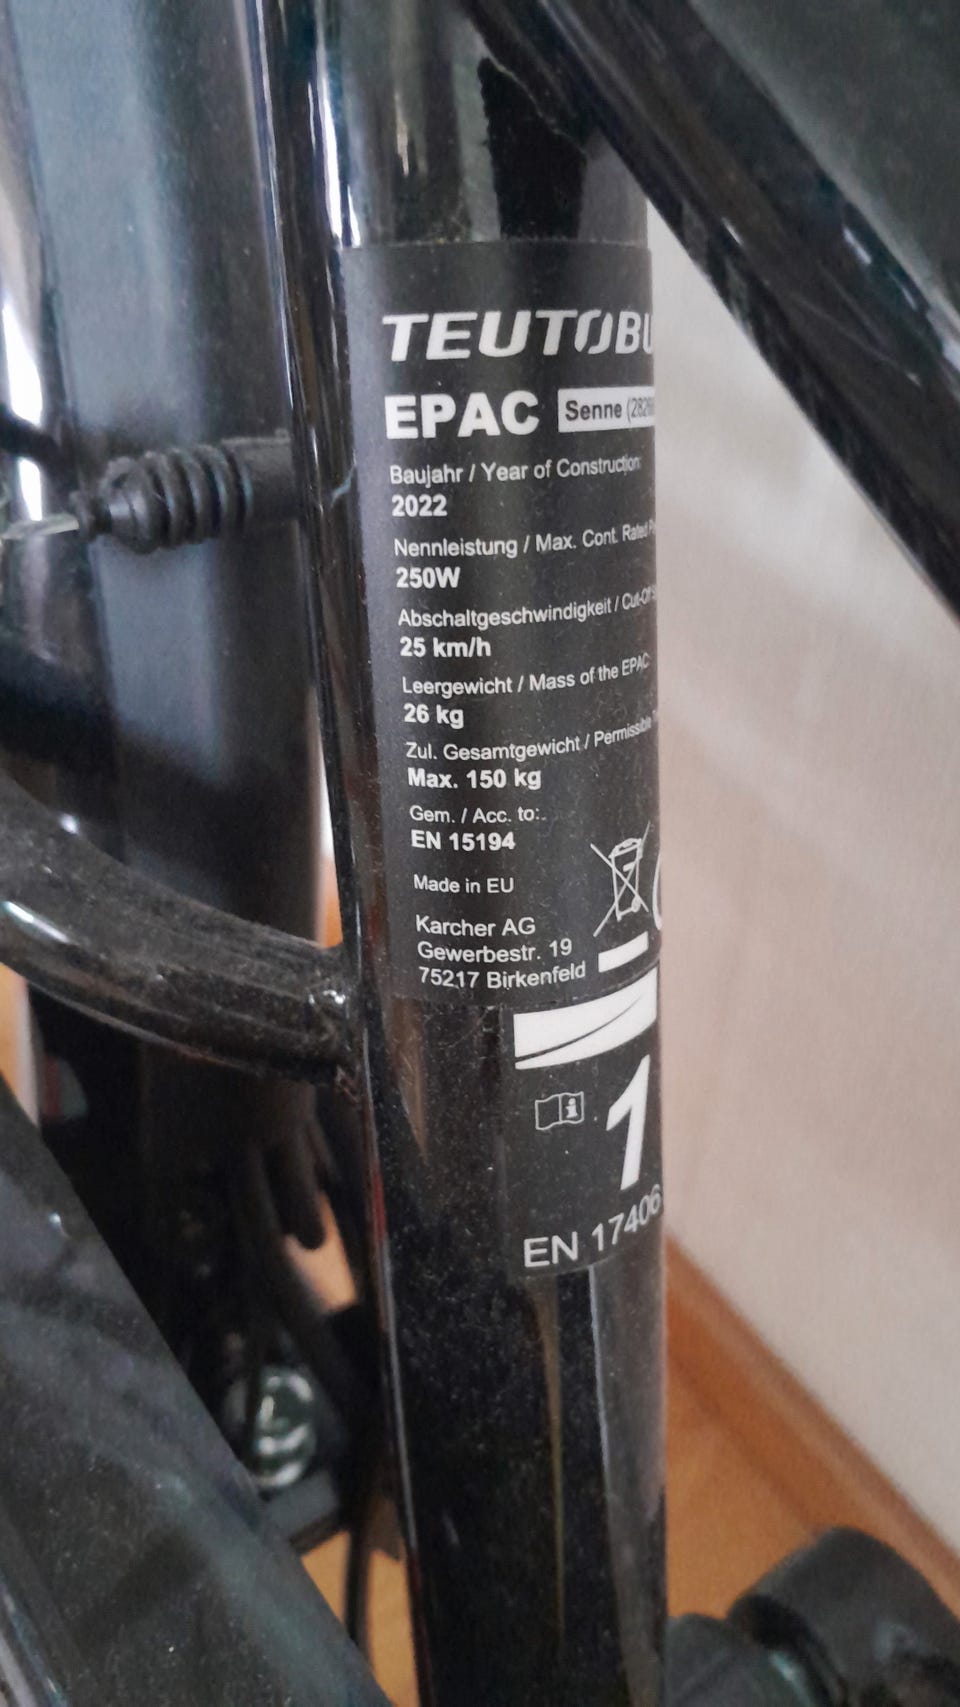 TEUTOBU
EPAC Senne
Baujahr / Year of Construction:
2022
Nennleistung / Max. Cont. Rated
250W
Abschaltgeschwindigkeit / Cut-Off
25 km/h
Leergewicht / Mass of the EPAC:
26 kg
Zul. Gesamtgewicht / Permissible
Max. 150 kg
Gem. / Acc. to:
EN 15194
Made in EU
Karcher AG
Gewerbestr. 19
75217 Birkenfeld
1
EN 17406